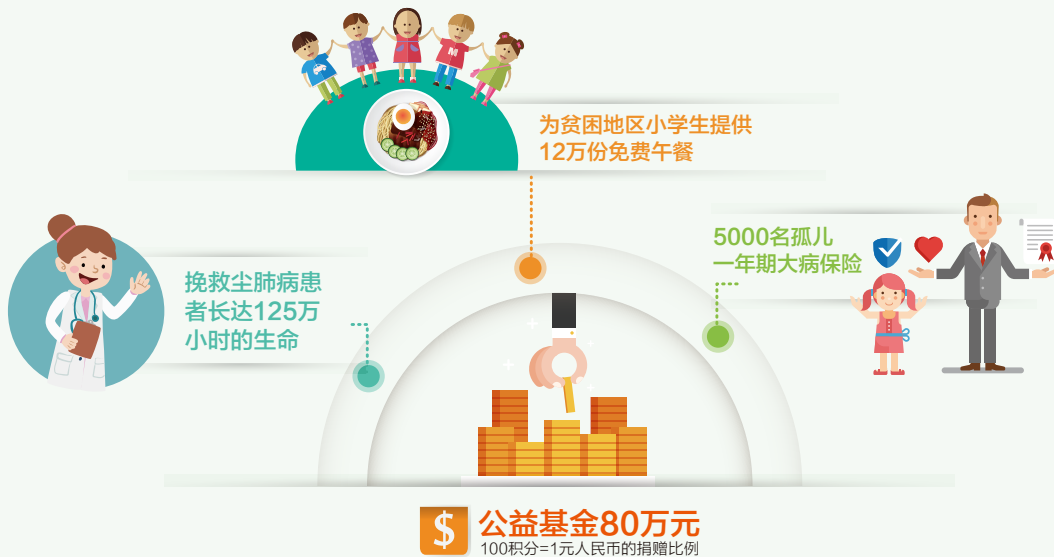 为贫困地区小学生提供
12万份免费午餐
5000名孤儿
一年期大病保险
挽救尘肺病患
者长达125万
小时的生命
M
$
公益基金80万元
100积分=1元人民币的捐赠比例